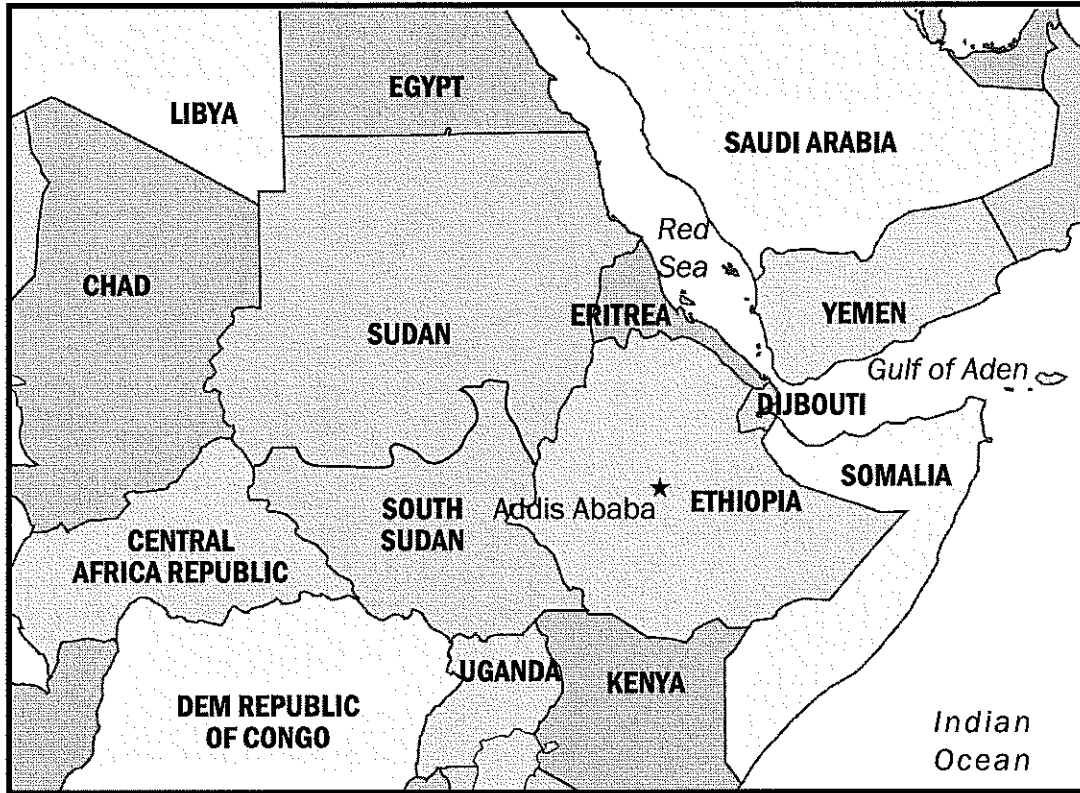 EGYPT
LIBYA
SAUDI ARABIA
Red
Sea
CHAD
ERITREA
YEMEN
SUDAN
Gulf of Aden
DIJBOUTI
SOMALIA
SOUTH
SUDAN
Addis Ababa
ETHIOPIA
CENTRAL
AFRICA REPUBLIC
UGANDA
KENYA
DEM REPUBLIC
OF CONGO
Indian
Ocean